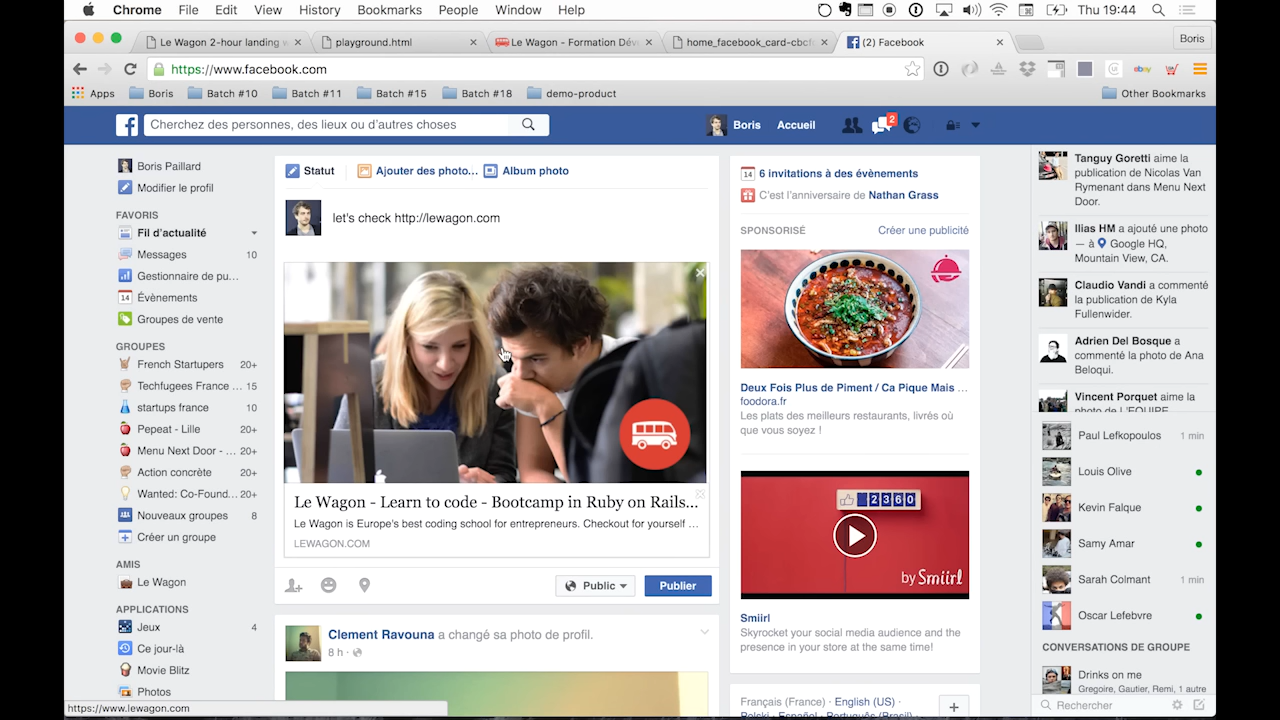 Chrome File Edit View History Bookmarks People Window Help Thu 19:44
Le Wagon 2-hour landing w playground.html Le Wagon - Formation Dév home_facebook_card-cbcf (2) Facebook Boris
https://www.facebook.com
Apps Boris Batch #10 Batch #11 Batch #15 Batch #18 demo-product Other Bookmarks
Cherchez des personnes, des lieux ou d'autres choses Boris Accueil 2
Boris Paillard
Modifier le profil
FAVORIS
Fil d'actualité
Messages 10
Gestionnaire de pu...
14 Évènements
Groupes de vente
GROUPES
French Startupers 20+
Techfugees France ... 15
startups france 10
Pepeat - Lille 20+
Menu Next Door - ... 20+
Action concrète 20+
Wanted: Co-Found... 20+
Nouveaux groupes 8
Créer un groupe
AMIS
Le Wagon
APPLICATIONS
Jeux 4
Ce jour-là
Movie Blitz
Photos
https://www.lewagon.com
Statut Ajouter des photo... Album photo
let's check http://lewagon.com
Le Wagon - Learn to code - Bootcamp in Ruby on Rails...
Le Wagon is Europe's best coding school for entrepreneurs. Checkout for yourself ...
LEWAGON.COM
Public Publier
Clement Ravouna a changé sa photo de profil.
8 h ·
14 6 invitations à des évènements
C'est l'anniversaire de Nathan Grass
SPONSORISÉ Créer une publicité
Deux Fois Plus de Piment / Ca Pique Mais ...
foodora.fr
Les plats des meilleurs restaurants, livrés où
que vous soyez !
2360
by Smiirl
Smiirl
Skyrocket your social media audience and the
presence in your store at the same time!
Français (France) · English (US) ·
Polski · Español · Português (Brasil) ·
Tanguy Goretti aime la
publication de Nicolas Van
Rymenant dans Menu Next
Door.
Ilias HM a ajouté une photo
— à Google HQ,
Mountain View, CA.
Claudio Vandi a commenté
la publication de Kyla
Fullenwider.
Adrien Del Bosque a
commenté la photo de Ana
Beloqui.
Vincent Porquet aime la
photo de L'EQUIPE
Paul Lefkopoulos 1 min
Louis Olive
Kevin Falque
Samy Amar
Sarah Colmant 1 min
Oscar Lefebvre
CONVERSATIONS DE GROUPE
Drinks on me
Gregoire, Gautier, Remi, 1 autre
Rechercher